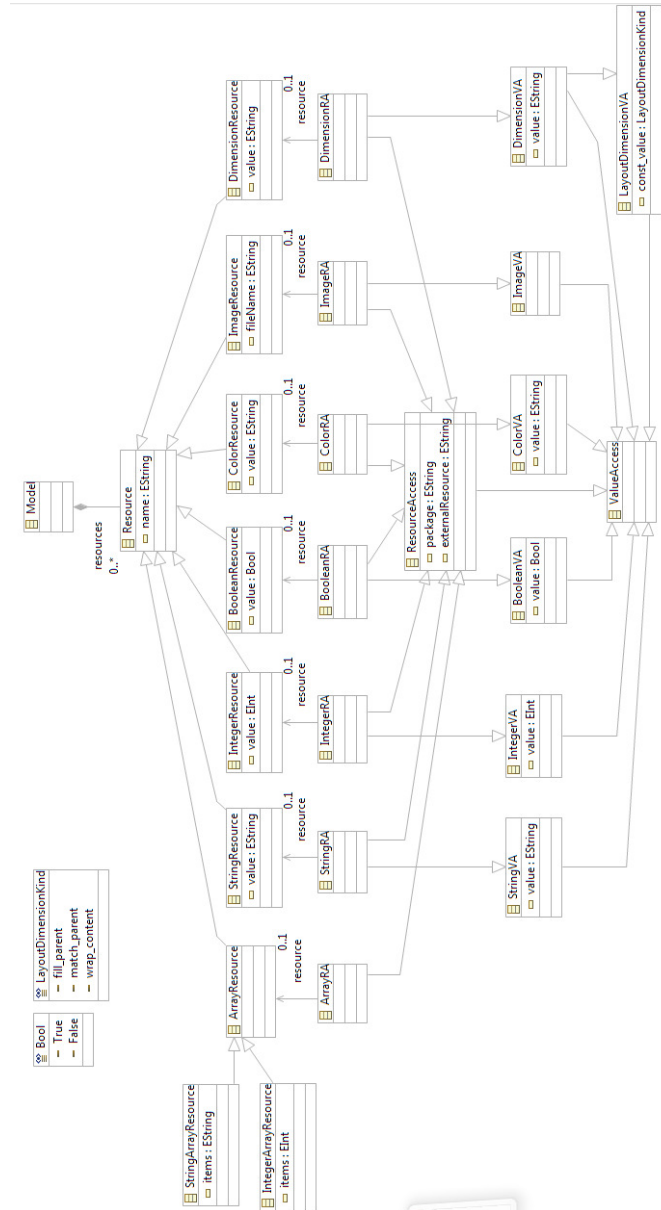 Bool
True
False
LayoutDimensionKind
fill_parent
match_parent
wrap_content
Model
resources
0..*
Resource
name : EString
StringArrayResource
items : EString
IntegerArrayResource
items : EInt
ArrayResource
StringResource
value : EString
IntegerResource
value : EInt
BooleanResource
value : Bool
ColorResource
value : EString
ImageResource
fileName : EString
DimensionResource
value : EString
0..1
resource
0..1
resource
0..1
resource
0..1
resource
0..1
resource
0..1
resource
0..1
resource
ArrayRA
StringRA
IntegerRA
BooleanRA
ColorRA
ImageRA
DimensionRA
ResourceAccess
package : EString
externalResource : EString
StringVA
value : EString
IntegerVA
value : EInt
BooleanVA
value : Bool
ColorVA
value : EString
ImageVA
DimensionVA
value : EString
ValueAccess
LayoutDimensionVA
const_value : LayoutDimensionKind